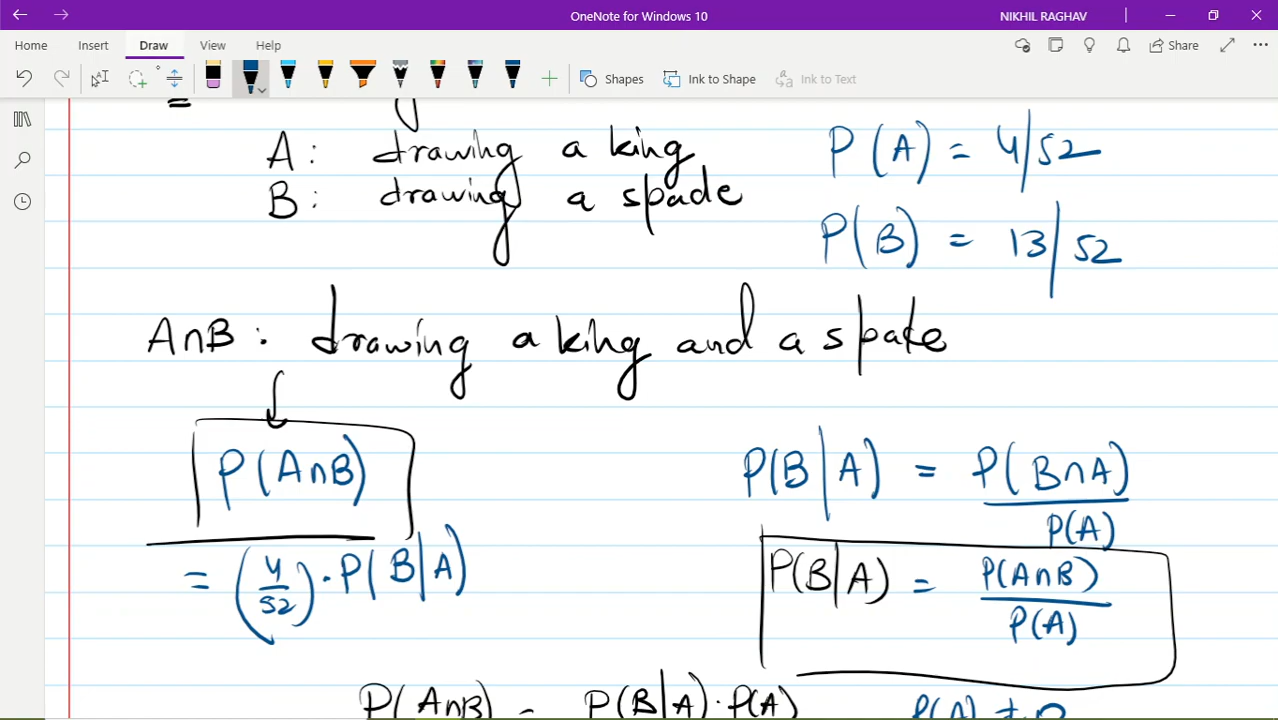 OneNote for Windows 10
NIKHIL RAGHAV
Home Insert Draw View Help
Share
Shapes Ink to Shape Ink to Text
A: drawing a king
P(A) = 4/52
B: drawing a spade
P(B) = 13/52
A∩B: drawing a king and a spade
P(A∩B)
P(B|A) = P(B∩A)
P(A)
= (4/52) · P(B|A)
P(B|A) = P(A∩B)
P(A)
P(A∩B) = P(B|A) · P(A)
P(A) ≠ 0